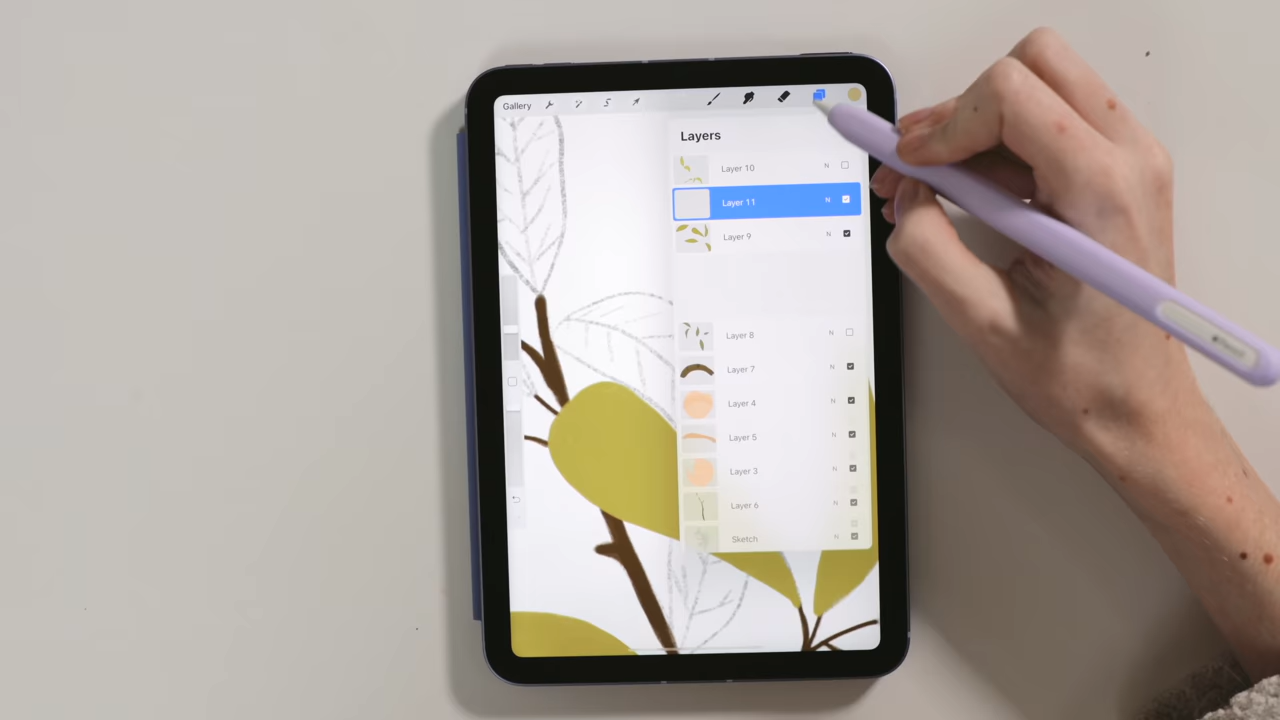 Gallery
Layers
Layer 10 N
Layer 11 N
Layer 9 N
Layer 8 N
Layer 7 N
Layer 4 N
Layer 5 N
Layer 3 N
Layer 6 N
Sketch N